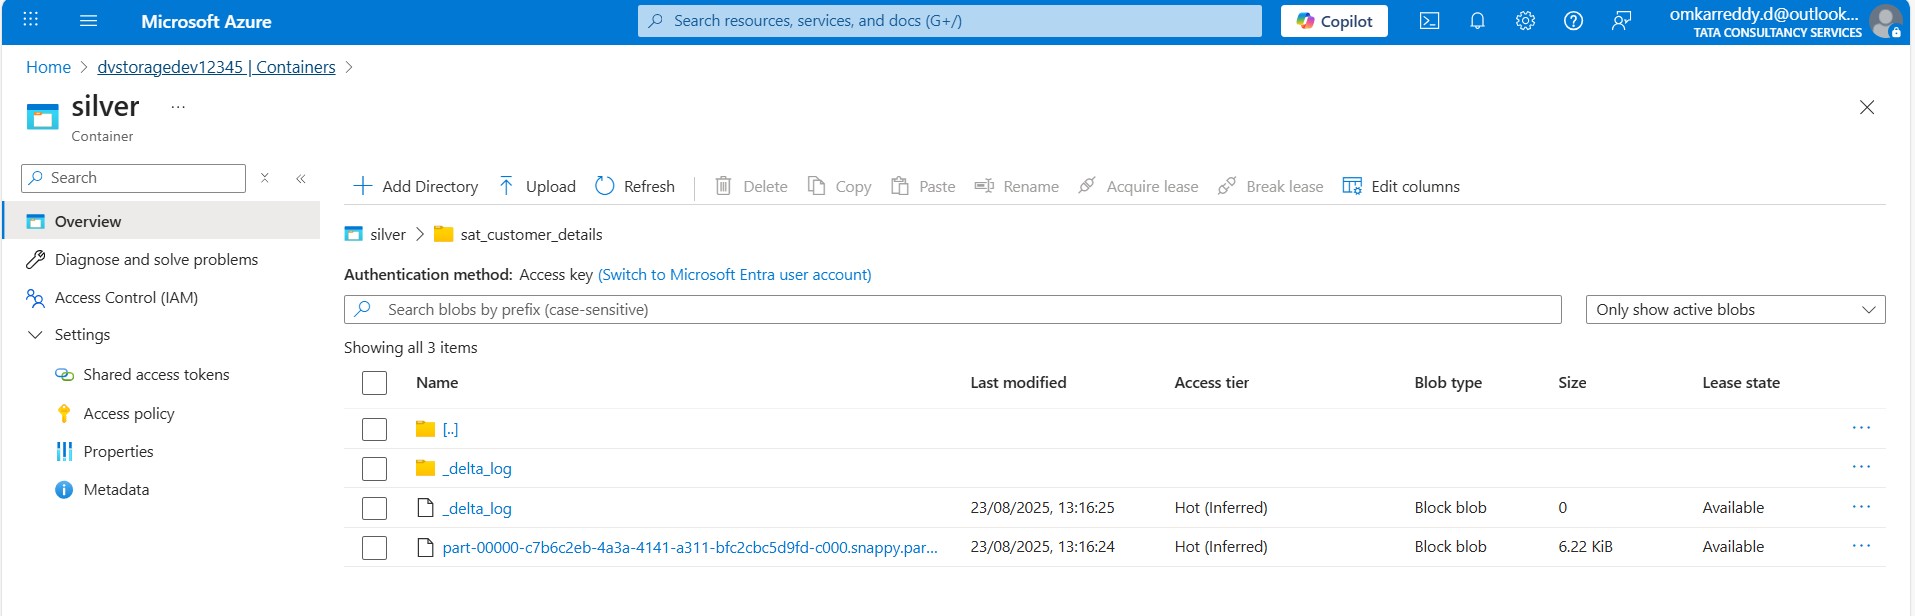 Microsoft Azure
Search resources, services, and docs (G+/)
Copilot
omkarreddy.d@outlook...
TATA CONSULTANCY SERVICES
Home > dvstoragedev12345 | Containers >
silver ...
Container
Search
Overview
Diagnose and solve problems
Access Control (IAM)
Settings
Shared access tokens
Access policy
Properties
Metadata
Add Directory Upload Refresh Delete Copy Paste Rename Acquire lease Break lease Edit columns
silver > sat_customer_details
Authentication method: Access key (Switch to Microsoft Entra user account)
Search blobs by prefix (case-sensitive)
Only show active blobs
Showing all 3 items
Name Last modified Access tier Blob type Size Lease state
[..]
_delta_log
_delta_log 23/08/2025, 13:16:25 Hot (Inferred) Block blob 0 Available
part-00000-c7b6c2eb-4a3a-4141-a311-bfc2cbc5d9fd-c000.snappy.par... 23/08/2025, 13:16:24 Hot (Inferred) Block blob 6.22 KiB Available